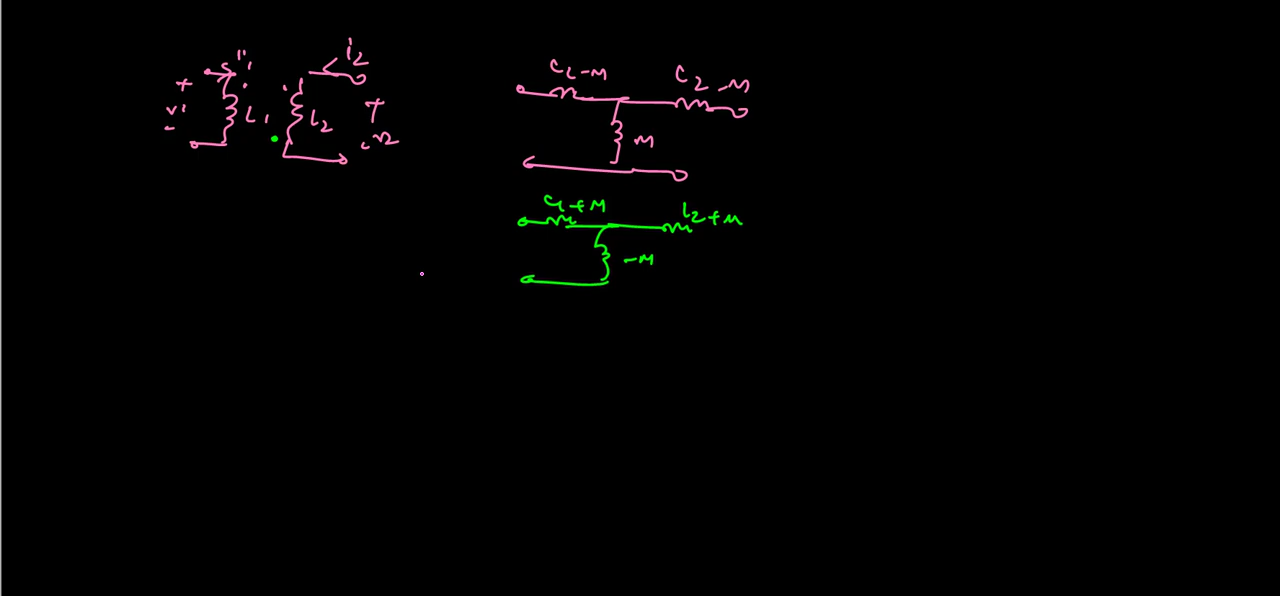 i1
i2
+
v1
-
L1
L2
+
- v2
L1-M
L2-M
M
L1+M
L2+M
-M